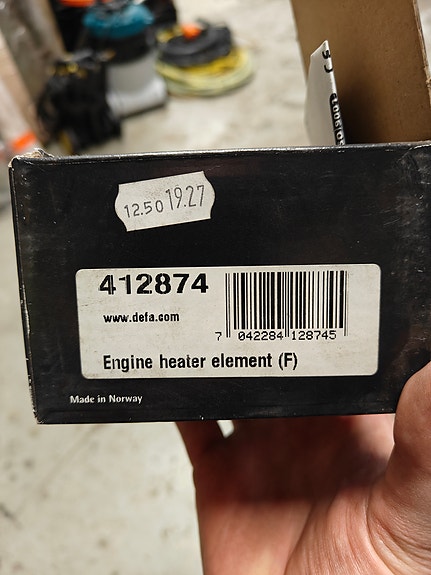 12.50 19.27
412874
www.defa.com
7 042284 128745
Engine heater element (F)
Made in Norway